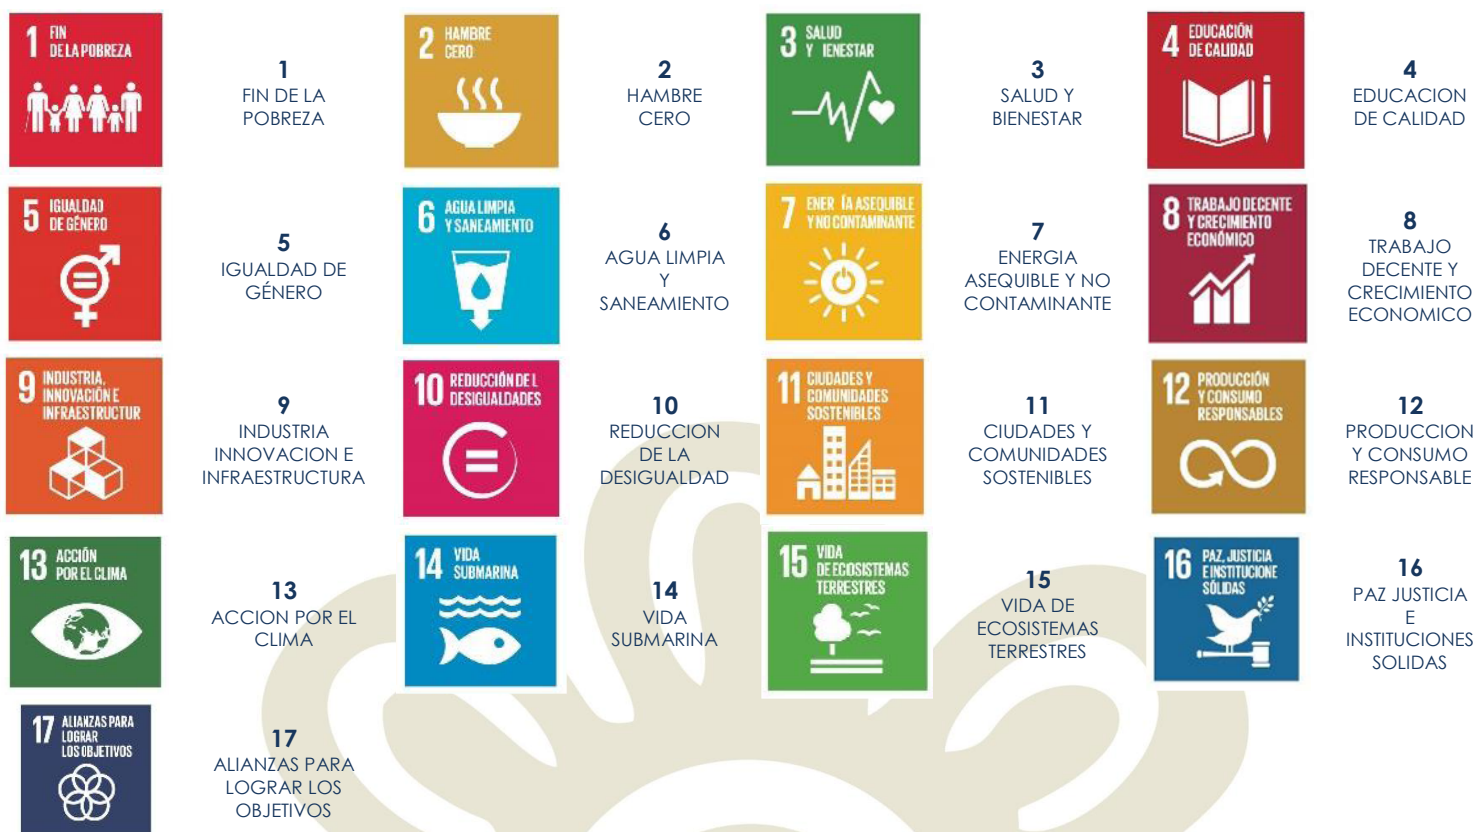 1 FIN
DE LA POBREZA
1
FIN DE LA
POBREZA
2 HAMBRE
CERO
2
HAMBRE
CERO
3 SALUD
Y IENESTAR
3
SALUD Y
BIENESTAR
4 EDUCACIÓN
DE CALIDAD
4
EDUCACION
DE CALIDAD
5 IGUALDAD
DE GÉNERO
5
IGUALDAD DE
GÉNERO
6 AGUA LIMPIA
Y SANEAMIENTO
6
AGUA LIMPIA
Y
SANEAMIENTO
7 ENER ÍA ASEQUIBLE
Y NO CONTAMINANTE
7
ENERGIA
ASEQUIBLE Y NO
CONTAMINANTE
8 TRABAJO DECENTE
Y CRECIMIENTO
ECONÓMICO
8
TRABAJO
DECENTE Y
CRECIMIENTO
ECONOMICO
9 INDUSTRIA,
INNOVACIÓN E
INFRAESTRUCTUR
9
INDUSTRIA
INNOVACION E
INFRAESTRUCTURA
10 REDUCCIÓN DE L
DESIGUALDADES
10
REDUCCION
DE LA
DESIGUALDAD
11 CIUDADES Y
COMUNIDADES
SOSTENIBLES
11
CIUDADES Y
COMUNIDADES
SOSTENIBLES
12 PRODUCCIÓN
Y CONSUMO
RESPONSABLES
12
PRODUCCION
Y CONSUMO
RESPONSABLE
13 ACCIÓN
POR EL CLIMA
13
ACCION POR EL
CLIMA
14 VIDA
SUBMARINA
14
VIDA
SUBMARINA
15 VIDA
DE ECOSISTEMAS
TERRESTRES
15
VIDA DE
ECOSISTEMAS
TERRESTRES
16 PAZ, JUSTICIA
E INSTITUCIONE
SÓLIDAS
16
PAZ JUSTICIA
E
INSTITUCIONES
SOLIDAS
17 ALIANZAS PARA
LOGRAR
LOS OBJETIVOS
17
ALIANZAS PARA
LOGRAR LOS
OBJETIVOS